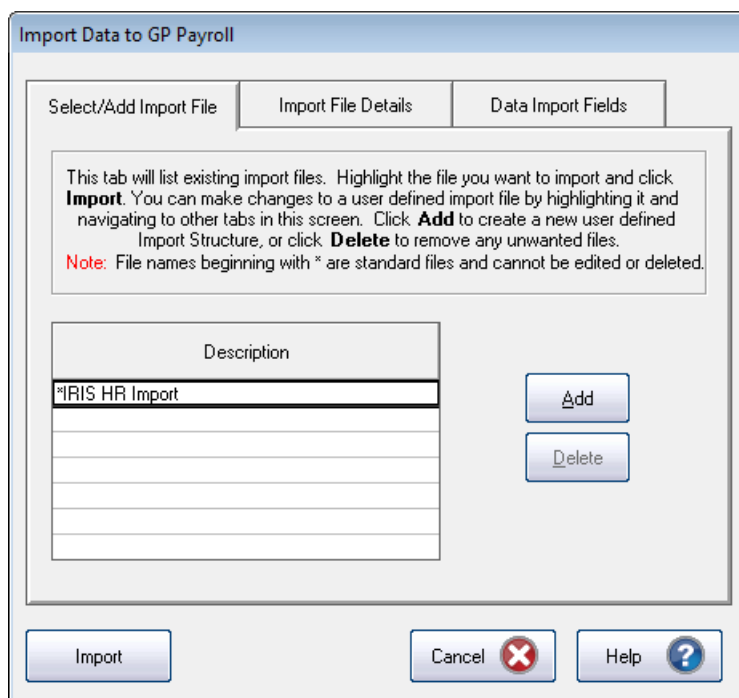 Import Data to GP Payroll
Select/Add Import File
Import File Details
Data Import Fields
This tab will list existing import files. Highlight the file you want to import and click
Import. You can make changes to a user defined import file by highlighting it and
navigating to other tabs in this screen. Click Add to create a new user defined
Import Structure, or click Delete to remove any unwanted files.
Note: File names beginning with * are standard files and cannot be edited or deleted.
Description
*IRIS HR Import
Add
Delete
Import
Cancel
Help
?